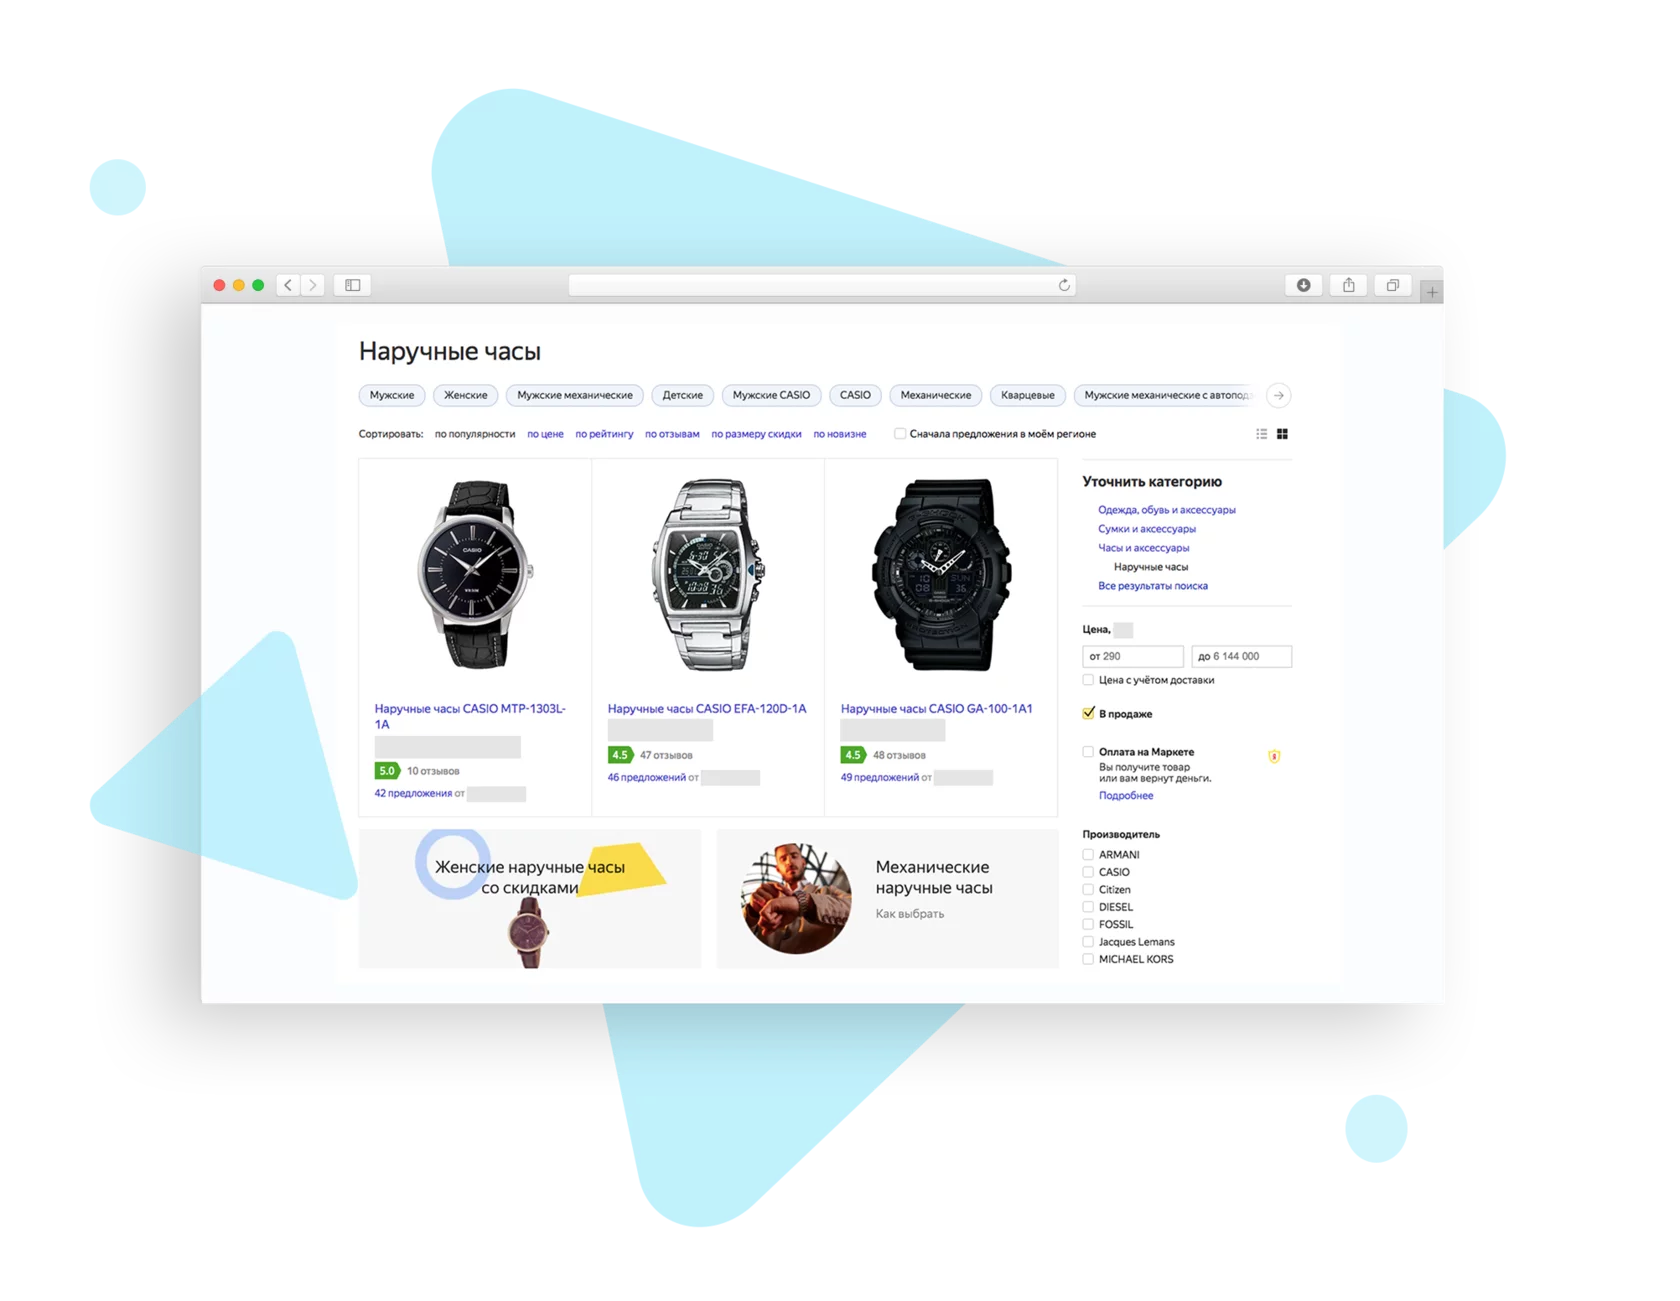 Наручные часы
Мужские Женские Мужские механические Детские Мужские CASIO CASIO Механические Кварцевые Мужские механические с автопод
Сортировать: по популярности по цене по рейтингу по отзывам по размеру скидки по новизне Сначала предложения в моём регионе
CASIO
Наручные часы CASIO MTP-1303L-
1A
5.0 10 отзывов
42 предложения от
Наручные часы CASIO EFA-120D-1A
4.5 47 отзывов
46 предложений от
Наручные часы CASIO GA-100-1A1
4.5 48 отзывов
49 предложений от
Женские наручные часы
со скидками
Механические
наручные часы
Как выбрать
Уточнить категорию
Одежда, обувь и аксессуары
Сумки и аксессуары
Часы и аксессуары
Наручные часы
Все результаты поиска
Цена,
от 290 до 6 144 000
Цена с учётом доставки
В продаже
Оплата на Маркете
Вы получите товар
или вам вернут деньги.
Подробнее
Производитель
ARMANI
CASIO
Citizen
DIESEL
FOSSIL
Jacques Lemans
MICHAEL KORS